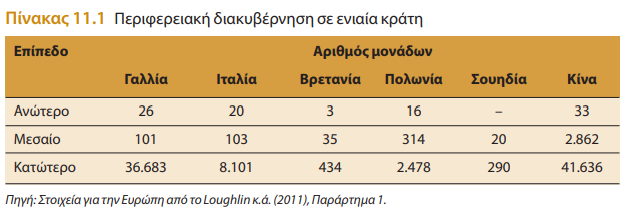 Πίνακας 11.1 Περιφερειακή διακυβέρνηση σε ενιαία κράτη
Επίπεδο Αριθμός μονάδων
Γαλλία Ιταλία Βρετανία Πολωνία Σουηδία Κίνα
Ανώτερο 26 20 3 16 – 33
Μεσαίο 101 103 35 314 20 2.862
Κατώτερο 36.683 8.101 434 2.478 290 41.636
Πηγή: Στοιχεία για την Ευρώπη από το Loughlin κ.ά. (2011), Παράρτημα 1.